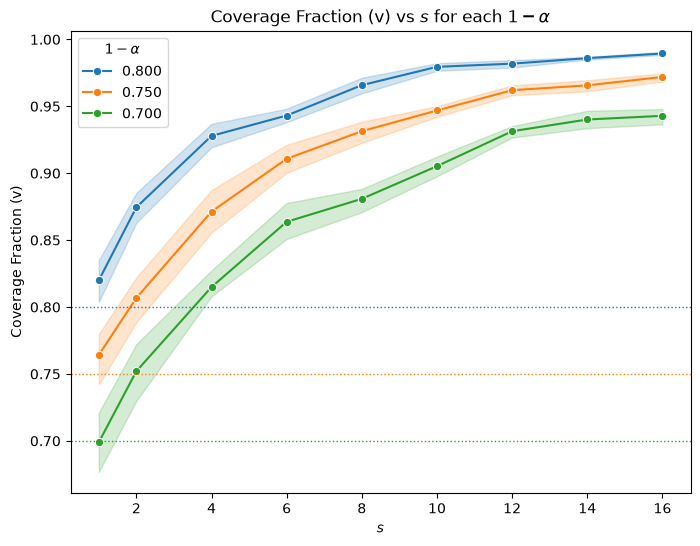 Coverage Fraction (v) vs s for each 1 − α
1 − α
0.800
0.750
0.700
Coverage Fraction (v)
1.00
0.95
0.90
0.85
0.80
0.75
0.70
2 4 6 8 10 12 14 16
s